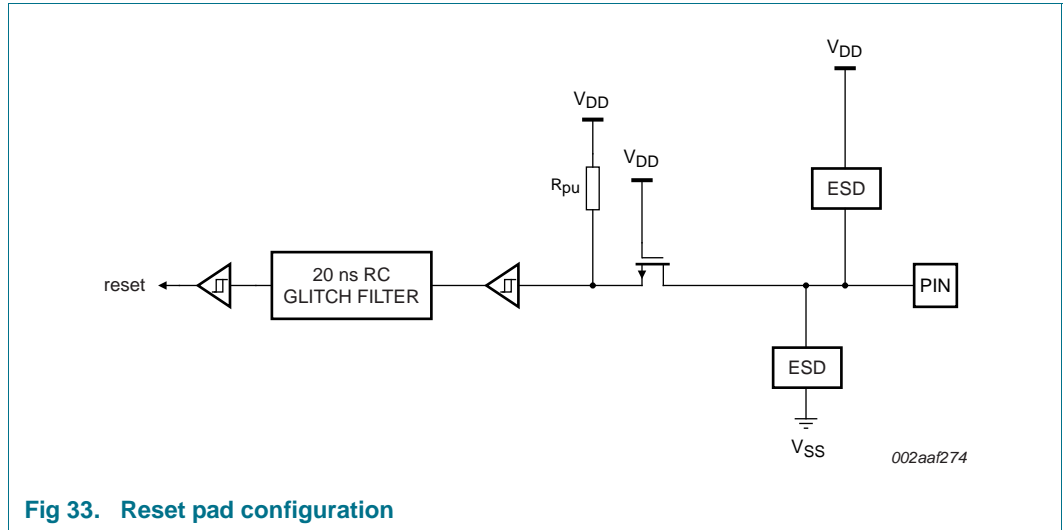 VDD
VDD
VDD
Rpu
ESD
reset
20 ns RC
GLITCH FILTER
PIN
ESD
VSS
002aaf274
Fig 33. Reset pad configuration